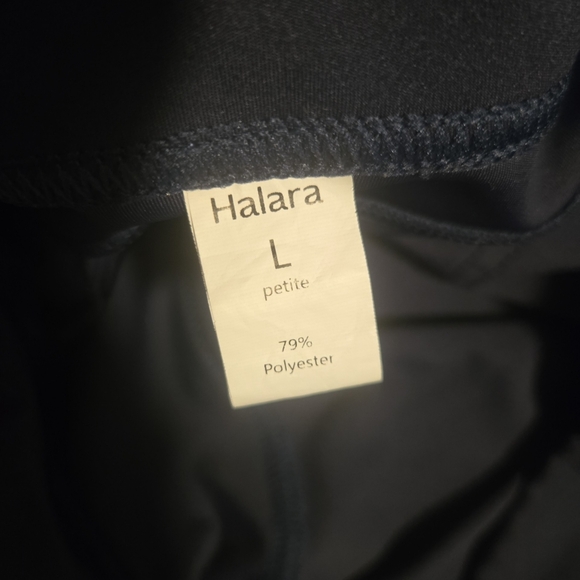 Halara
L
petite
79%
Polyester